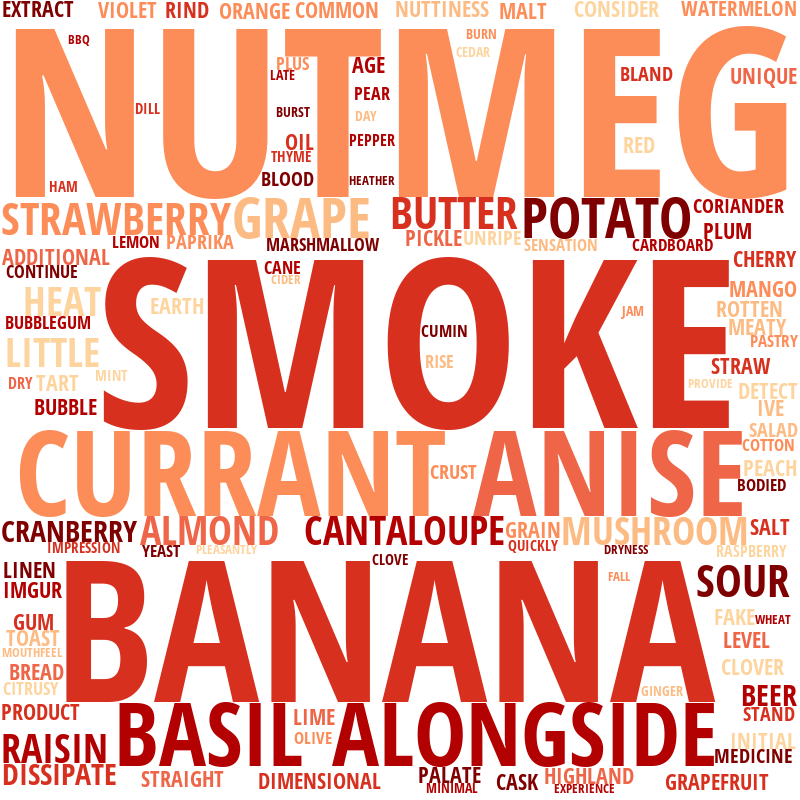 EXTRACT VIOLET RIND ORANGE COMMON NUTTINESS MALT CONSIDER WATERMELON
NUTMEG
BBQ BURN
CEDAR
PLUS AGE
LATE BLAND UNIQUE
PEAR
DILL BURST DAY
OIL PEPPER RED
THYME
BLOOD HEATHER
HAM
STRAWBERRY GRAPE BUTTER POTATO CORIANDER
PLUM
LEMON PAPRIKA MARSHMALLOW PICKLE UNRIPE SENSATION CARDBOARD
ADDITIONAL CHERRY
CONTINUE CANE
CIDER
SMOKE
MANGO
HEAT EARTH JAM ROTTEN
BUBBLEGUM CUMIN MEATY
PASTRY
LITTLE RISE STRAW
DRY TART MINT PROVIDE DETECT
BUBBLE IVE
CURRANT ANISE
SALAD
COTTON
CRUST PEACH
BODIED
CRANBERRY ALMOND CANTALOUPE GRAIN MUSHROOM SALT
IMPRESSION YEAST PLEASANTLY QUICKLY DRYNESS RASPBERRY
CLOVE
LINEN FALL SOUR
IMGUR
BANANA
GUM FAKE WHEAT
TOAST LEVEL
MOUTHFEEL
BREAD CLOVER
CITRUSY GINGER BEER
PRODUCT LIME STAND
BASIL ALONGSIDE
OLIVE INITIAL
RAISIN MEDICINE
DISSIPATE STRAIGHT DIMENSIONAL PALATE CASK HIGHLAND GRAPEFRUIT
MINIMAL EXPERIENCE